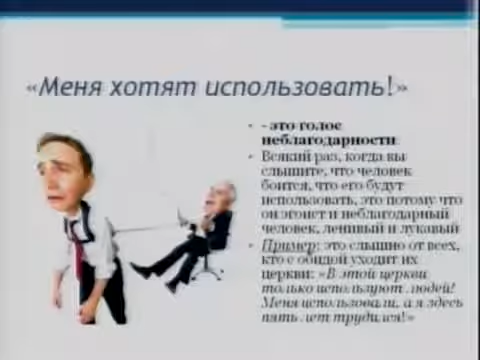 «Меня хотят использовать!»
- это голос
неблагодарности
Всякий раз, когда вы
слышите, что человек
боится, что его будут
использовать, это потому что
он эгоист и неблагодарный
человек, ленивый и лукавый
Пример: это слышно от всех,
кто с обидой уходит их
церкви: «В этой церкви
только используют людей!
Меня использовали, а я здесь
пять лет трудился!»